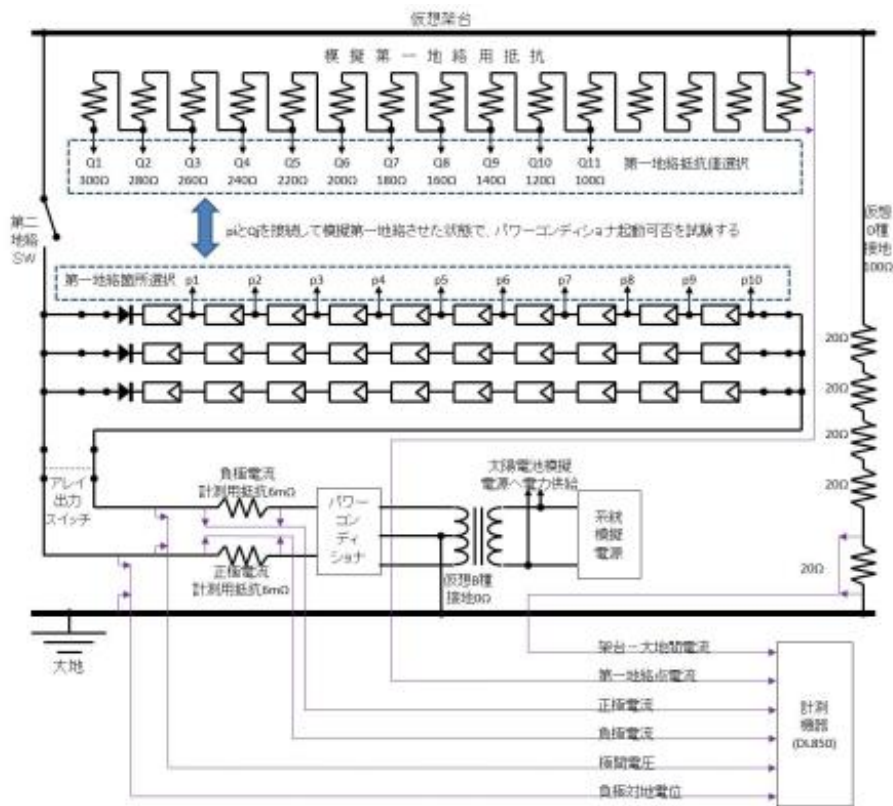 仮想架台
模擬第一地絡用抵抗
Q1 Q2 Q3 Q4 Q5 Q6 Q7 Q8 Q9 Q10 Q11
300Ω 280Ω 260Ω 240Ω 220Ω 200Ω 180Ω 160Ω 140Ω 120Ω 100Ω
第一地絡抵抗値選択
第二
地絡
SW
piとQjを接続して模擬第一地絡させた状態で、パワーコンディショナ起動可否を試験する
仮想
D種
接地
100Ω
第一地絡箇所選択
p1 p2 p3 p4 p5 p6 p7 p8 p9 p10
20Ω
20Ω
20Ω
20Ω
20Ω
アレイ
出力
スイッチ
負極電流
計測用抵抗6mΩ
正極電流
計測用抵抗6mΩ
パワー
コン
ディ
ショナ
太陽電池模擬
電源へ電力供給
系統
模擬
電源
仮想B種
接地0Ω
大地
架台－大地間電流
第一地絡点電流
正極電流
負極電流
極間電圧
負極対地電位
計測
機器
(DL850)